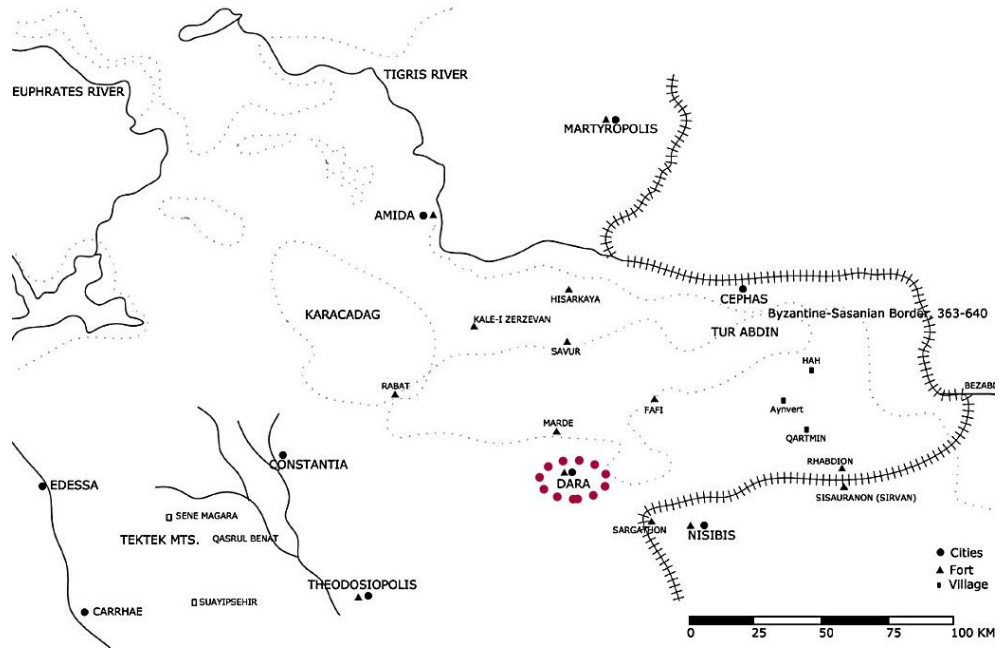 EUPHRATES RIVER
TIGRIS RIVER
MARTYROPOLIS
AMIDA
HISARKAYA
CEPHAS
KARACADAG
KALE-I ZERZEVAN
Byzantine-Sasanian Border, 363-640
TUR ABDIN
SAVUR
HAH
RABAT
BEZABD
FAFI
Aynvert
MARDE
QARTMIN
CONSTANTIA
RHABDION
EDESSA
DARA
SISAURANON (SIRVAN)
SENE MAGARA
SARGATHON
NISIBIS
TEKTEK MTS.
QASRUL BENAT
Cities
Fort
Village
THEODOSIOPOLIS
SUAYIPSEHIR
CARRHAE
0 25 50 75 100 KM